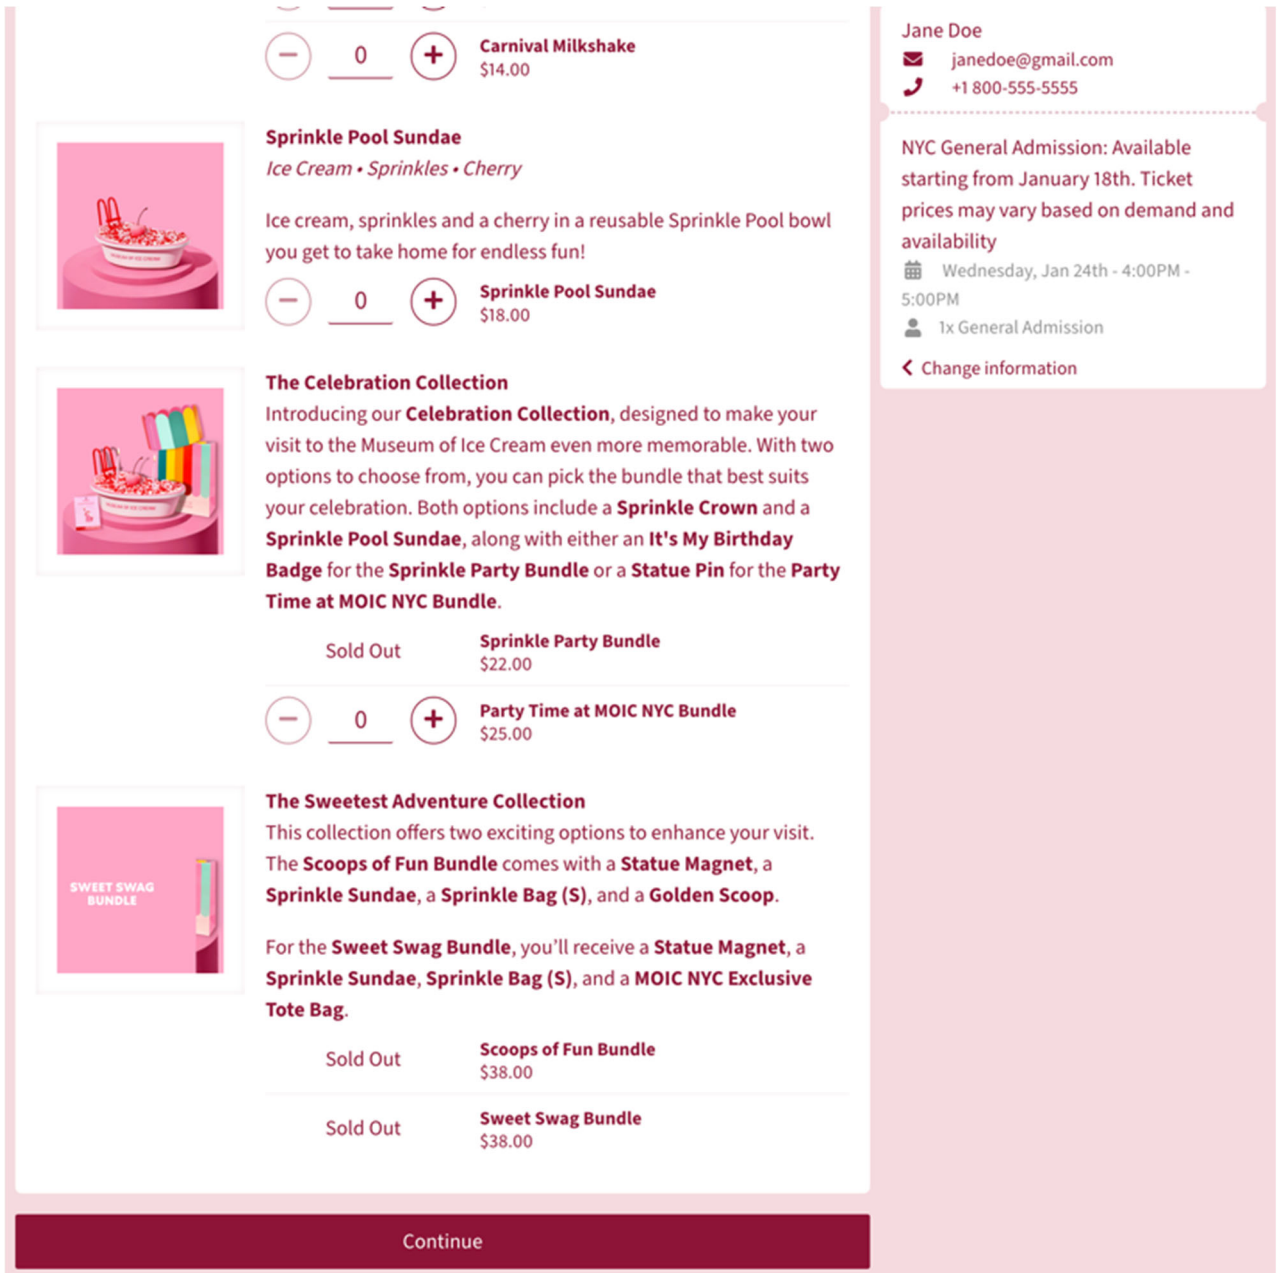 0
Carnival Milkshake
$14.00
Sprinkle Pool Sundae
Ice Cream • Sprinkles • Cherry
Ice cream, sprinkles and a cherry in a reusable Sprinkle Pool bowl
you get to take home for endless fun!
0
Sprinkle Pool Sundae
$18.00
The Celebration Collection
Introducing our Celebration Collection, designed to make your
visit to the Museum of Ice Cream even more memorable. With two
options to choose from, you can pick the bundle that best suits
your celebration. Both options include a Sprinkle Crown and a
Sprinkle Pool Sundae, along with either an It's My Birthday
Badge for the Sprinkle Party Bundle or a Statue Pin for the Party
Time at MOIC NYC Bundle.
Sold Out
Sprinkle Party Bundle
$22.00
0
Party Time at MOIC NYC Bundle
$25.00
SWEET SWAG
BUNDLE
The Sweetest Adventure Collection
This collection offers two exciting options to enhance your visit.
The Scoops of Fun Bundle comes with a Statue Magnet, a
Sprinkle Sundae, a Sprinkle Bag (S), and a Golden Scoop.
For the Sweet Swag Bundle, you’ll receive a Statue Magnet, a
Sprinkle Sundae, Sprinkle Bag (S), and a MOIC NYC Exclusive
Tote Bag.
Sold Out
Scoops of Fun Bundle
$38.00
Sold Out
Sweet Swag Bundle
$38.00
Continue
Jane Doe
janedoe@gmail.com
+1 800-555-5555
NYC General Admission: Available
starting from January 18th. Ticket
prices may vary based on demand and
availability
Wednesday, Jan 24th - 4:00PM -
5:00PM
1x General Admission
Change information